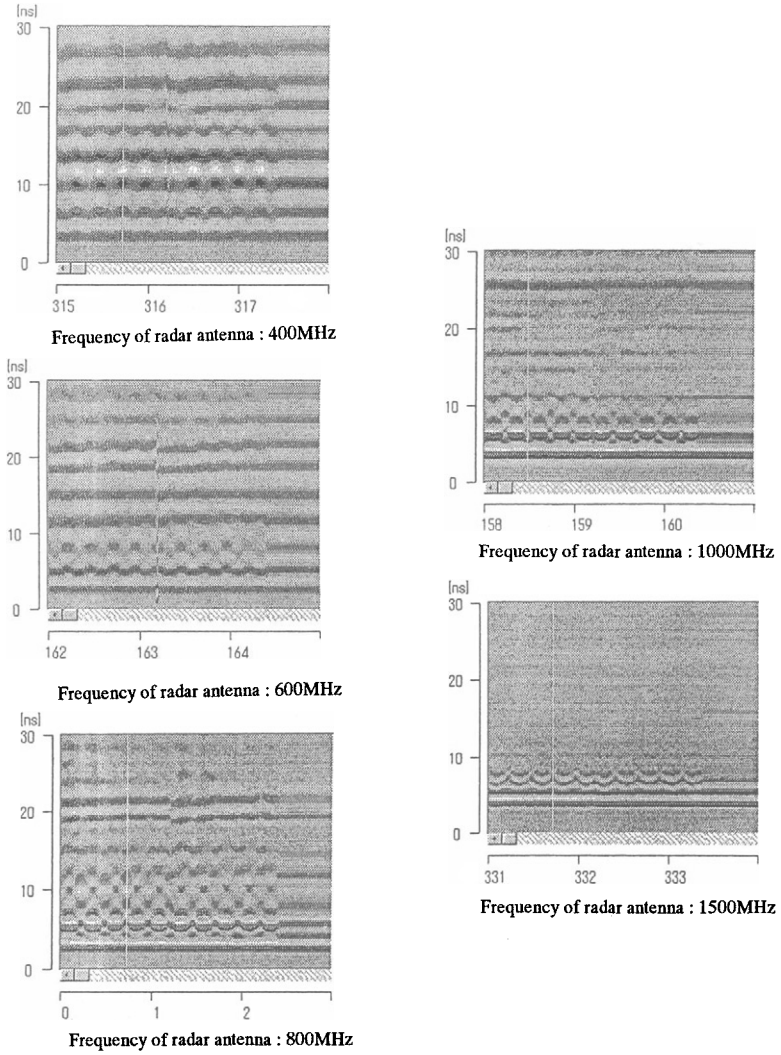 [ns]
30
20
10
0
315 316 317
Frequency of radar antenna : 400MHz
[ns]
30
20
10
0
162 163 164
Frequency of radar antenna : 600MHz
[ns]
30
20
10
0
0 1 2
Frequency of radar antenna : 800MHz
[ns]
30
20
10
0
158 159 160
Frequency of radar antenna : 1000MHz
[ns]
30
20
10
0
331 332 333
Frequency of radar antenna : 1500MHz